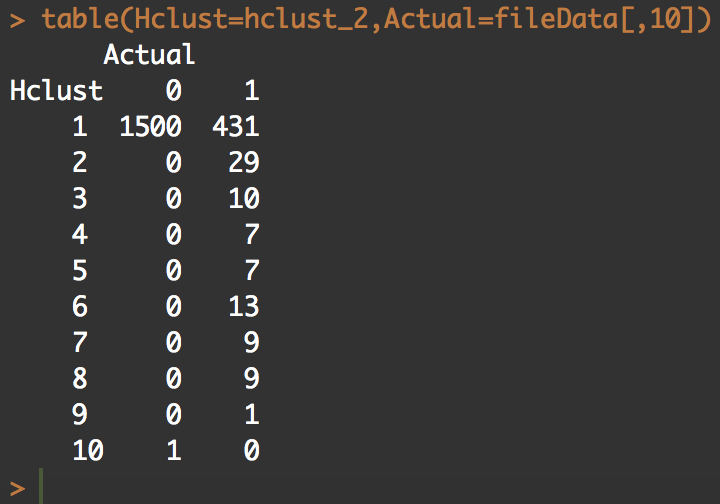 > table(Hclust=hclust_2,Actual=fileData[,10])
      Actual
Hclust    0    1
    1  1500  431
    2     0   29
    3     0   10
    4     0    7
    5     0    7
    6     0   13
    7     0    9
    8     0    9
    9     0    1
    10    1    0
>